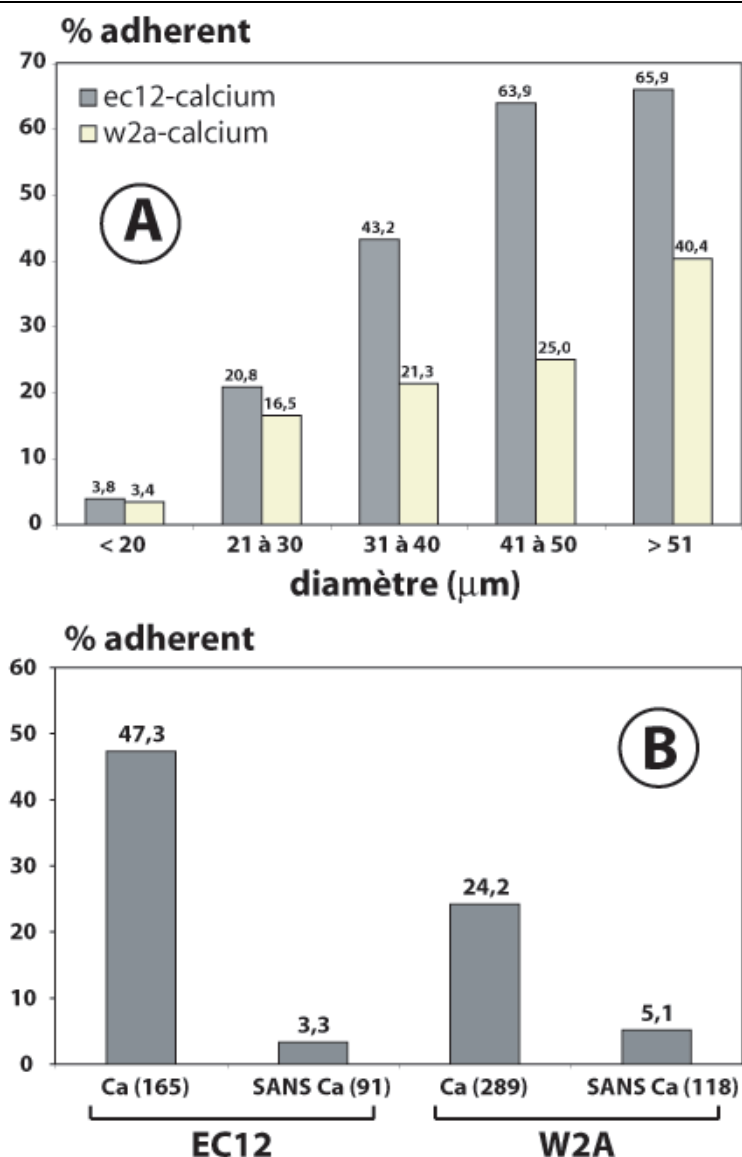 % adherent
70
60
50
40
30
20
10
0
ec12-calcium
w2a-calcium
A
3,8 3,4
20,8
16,5
43,2
21,3
63,9
25,0
65,9
40,4
< 20 21 à 30 31 à 40 41 à 50 > 51
diamètre (μm)
% adherent
60
50
40
30
20
10
0
B
47,3
3,3
24,2
5,1
Ca (165) SANS Ca (91) Ca (289) SANS Ca (118)
EC12 W2A